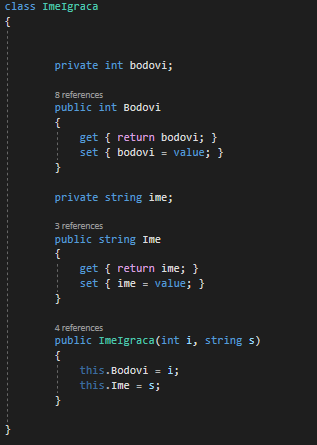 class ImeIgraca
{
private int bodovi;
8 references
public int Bodovi
{
get { return bodovi; }
set { bodovi = value; }
}
private string ime;
3 references
public string Ime
{
get { return ime; }
set { ime = value; }
}
4 references
public ImeIgraca(int i, string s)
{
this.Bodovi = i;
this.Ime = s;
}
}